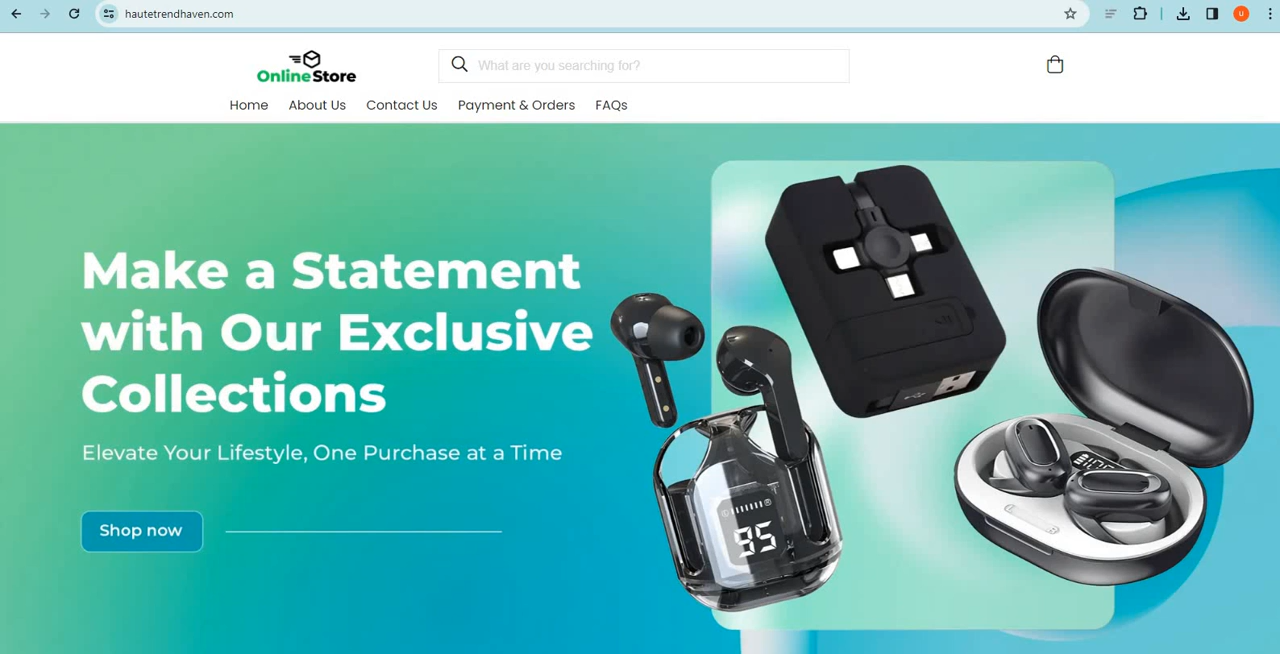 hautetrendhaven.com
u
OnlineStore
What are you searching for?
Home About Us Contact Us Payment & Orders FAQs
Make a Statement
with Our Exclusive
Collections
Elevate Your Lifestyle, One Purchase at a Time
Shop now
95